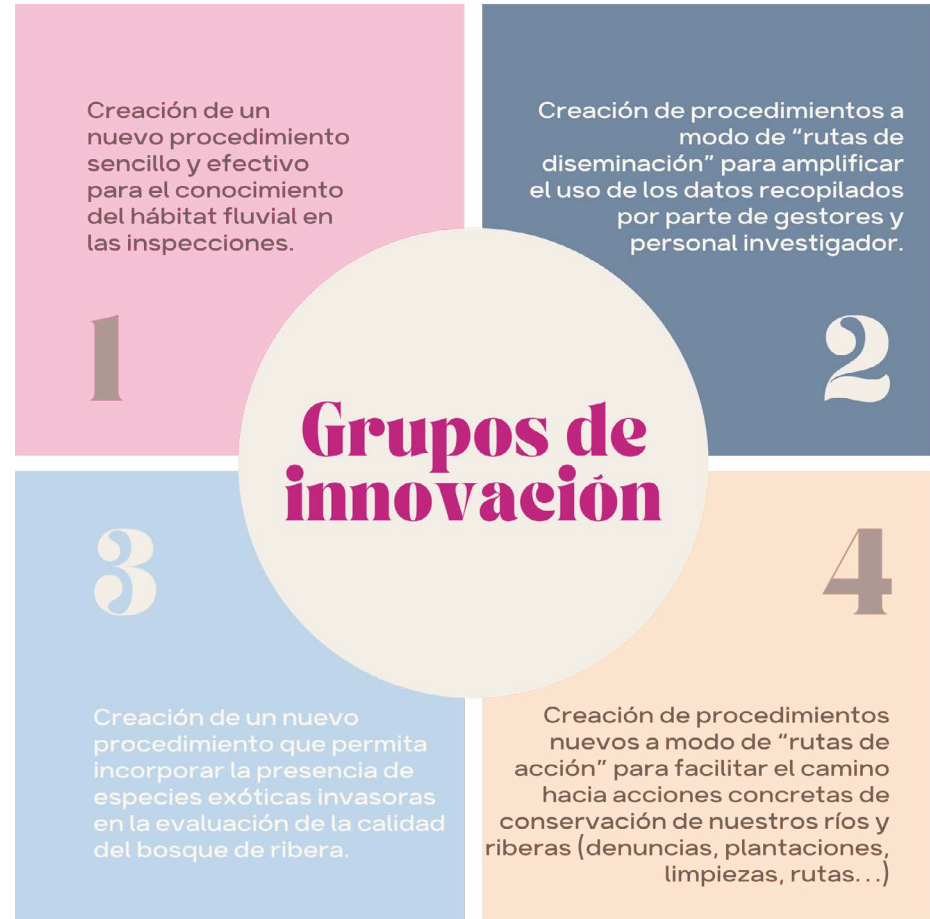 Creación de un
nuevo procedimiento
sencillo y efectivo
para el conocimiento
del hábitat fluvial en
las inspecciones.
1
Creación de procedimientos a
modo de “rutas de
diseminación” para amplificar
el uso de los datos recopilados
por parte de gestores y
personal investigador.
2
Grupos de
innovación
3
Creación de un nuevo
procedimiento que permita
incorporar la presencia de
especies exóticas invasoras
en la evaluación de la calidad
del bosque de ribera.
4
Creación de procedimientos
nuevos a modo de “rutas de
acción” para facilitar el camino
hacia acciones concretas de
conservación de nuestros ríos y
riberas (denuncias, plantaciones,
limpiezas, rutas...)